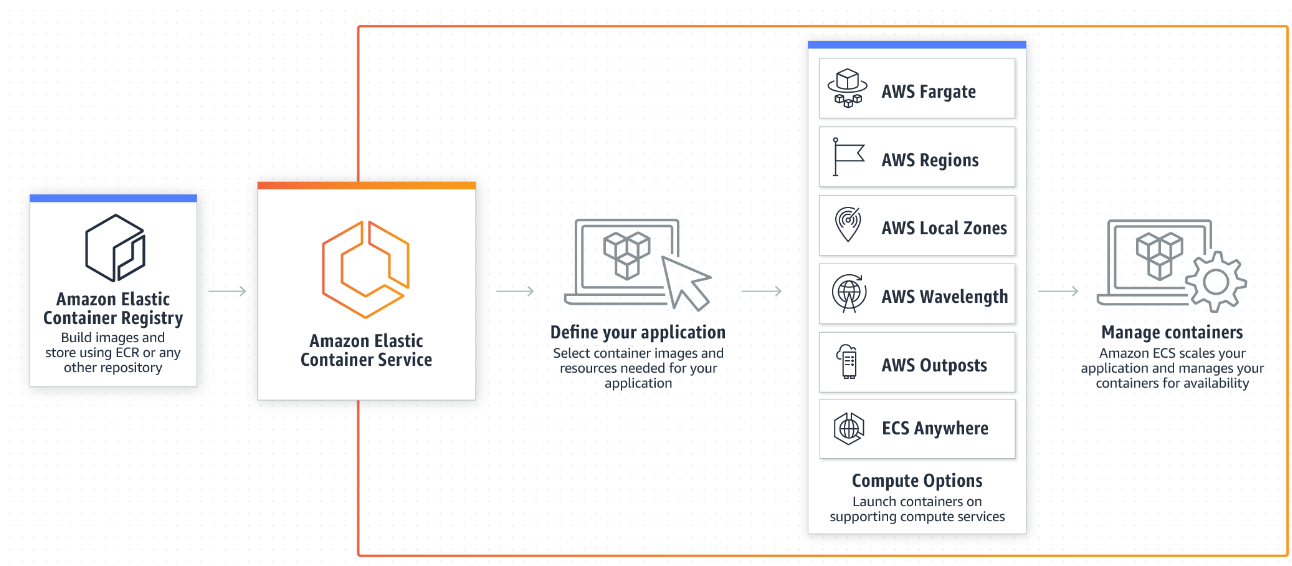 Amazon Elastic
Container Registry
Build images and
store using ECR or any
other repository
Amazon Elastic
Container Service
Define your application
Select container images and
resources needed for your
application
AWS Fargate
AWS Regions
AWS Local Zones
AWS Wavelength
AWS Outposts
ECS Anywhere
Compute Options
Launch containers on
supporting compute services
Manage containers
Amazon ECS scales your
application and manages your
containers for availability